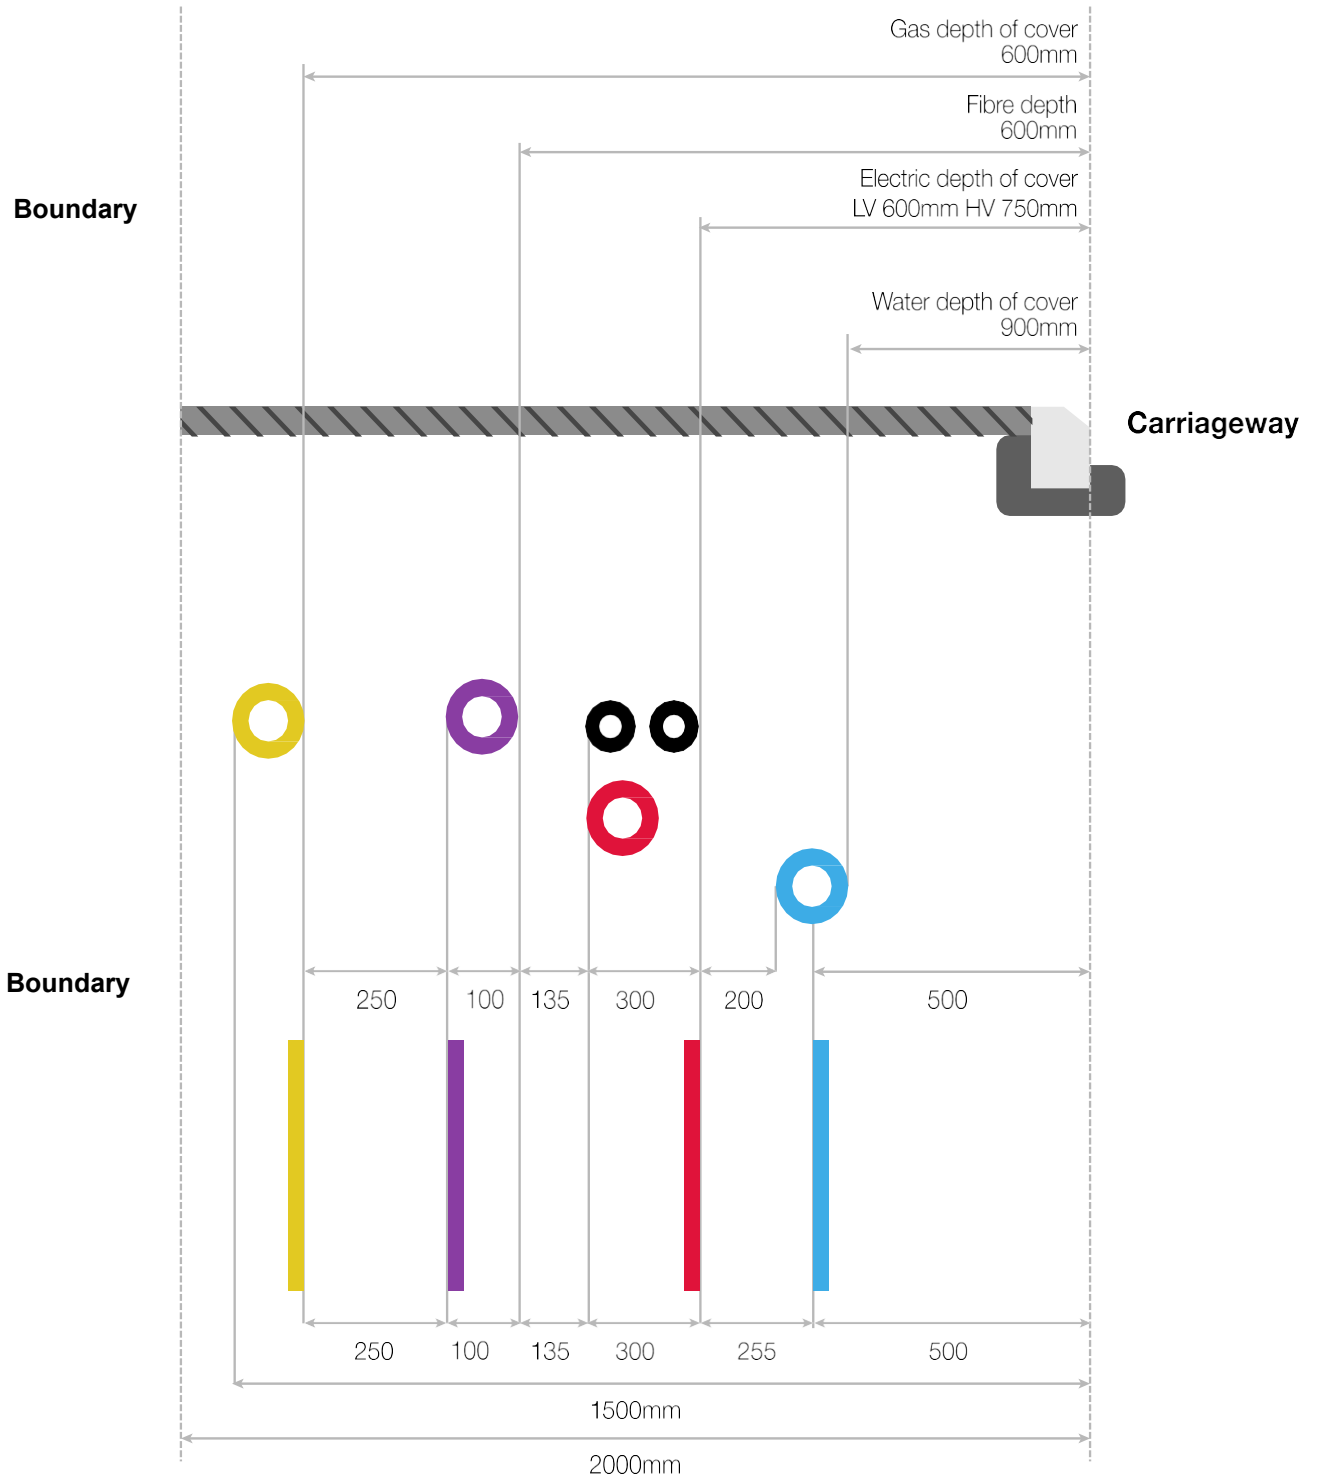 Gas depth of cover
600mm
Fibre depth
600mm
Electric depth of cover
LV 600mm HV 750mm
Boundary
Water depth of cover
900mm
Carriageway
Boundary
250 100 135 300 200 500
250 100 135 300 255 500
1500mm
2000mm